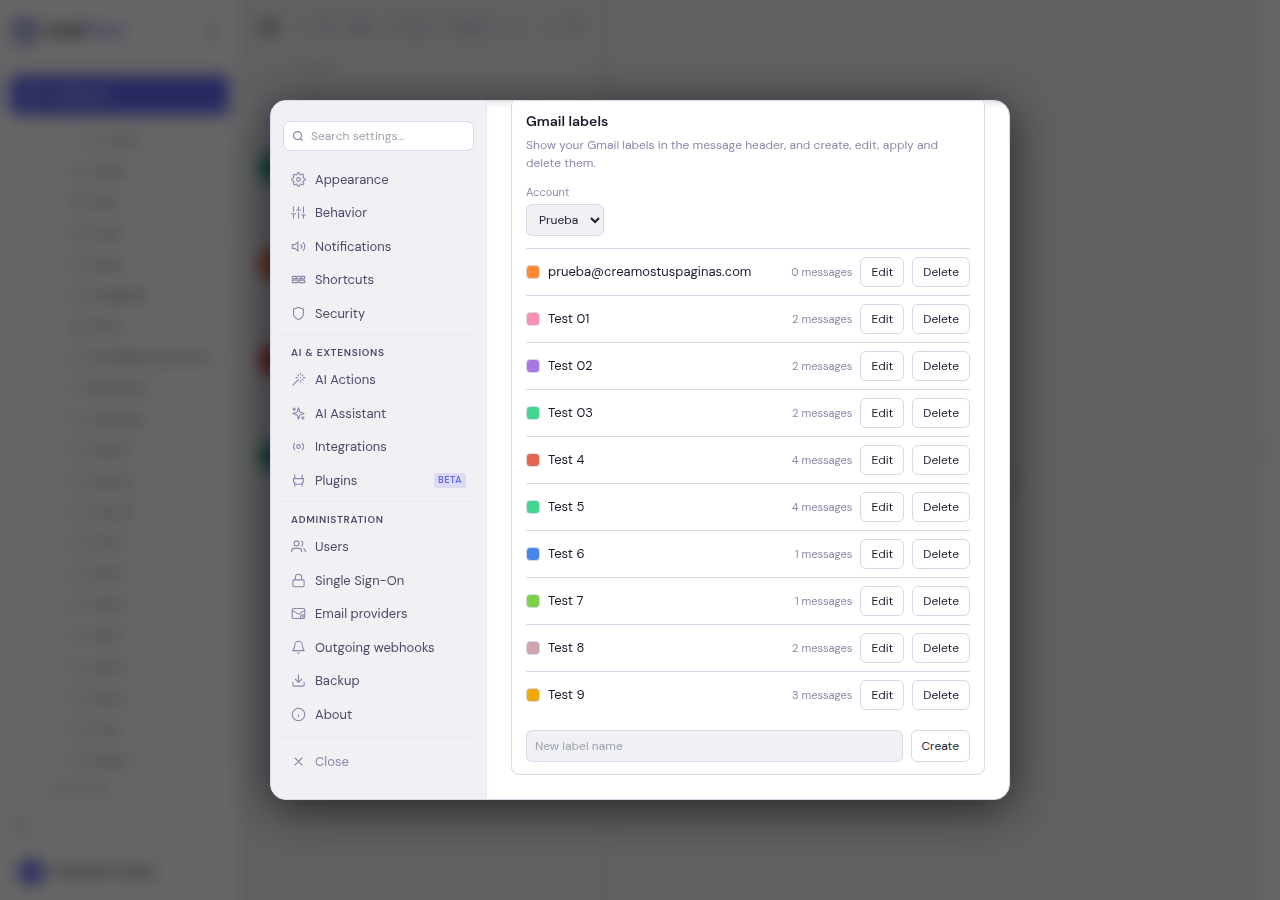 Search settings...
Appearance
Behavior
Notifications
Shortcuts
Security
AI & EXTENSIONS
AI Actions
AI Assistant
Integrations
Plugins BETA
ADMINISTRATION
Users
Single Sign-On
Email providers
Outgoing webhooks
Backup
About
Close
Gmail labels
Show your Gmail labels in the message header, and create, edit, apply and
delete them.
Account
Prueba
prueba@creamostuspaginas.com 0 messages Edit Delete
Test 01 2 messages Edit Delete
Test 02 2 messages Edit Delete
Test 03 2 messages Edit Delete
Test 4 4 messages Edit Delete
Test 5 4 messages Edit Delete
Test 6 1 messages Edit Delete
Test 7 1 messages Edit Delete
Test 8 2 messages Edit Delete
Test 9 3 messages Edit Delete
New label name Create